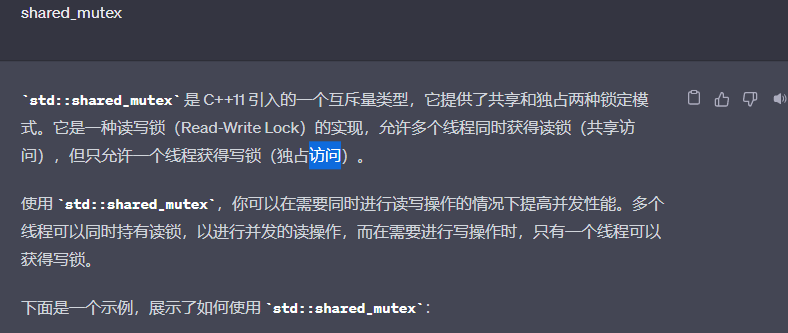 shared_mutex
`std::shared_mutex` 是 C++11 引入的一个互斥量类型，它提供了共享和独占两种锁定模
式。它是一种读写锁（Read-Write Lock）的实现，允许多个线程同时获得读锁（共享访
问），但只允许一个线程获得写锁（独占访问）。
使用 `std::shared_mutex`，你可以在需要同时进行读写操作的情况下提高并发性能。多个
线程可以同时持有读锁，以进行并发的读操作，而在需要进行写操作时，只有一个线程可以
获得写锁。
下面是一个示例，展示了如何使用 `std::shared_mutex`：